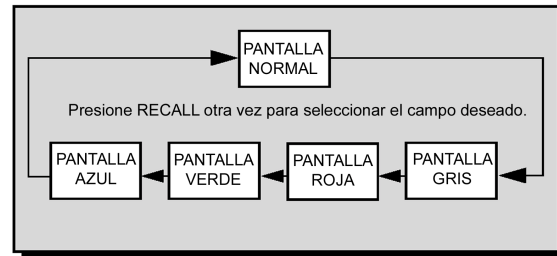 PANTALLA
NORMAL
Presione RECALL otra vez para seleccionar el campo deseado.
PANTALLA
AZUL
PANTALLA
VERDE
PANTALLA
ROJA
PANTALLA
GRIS